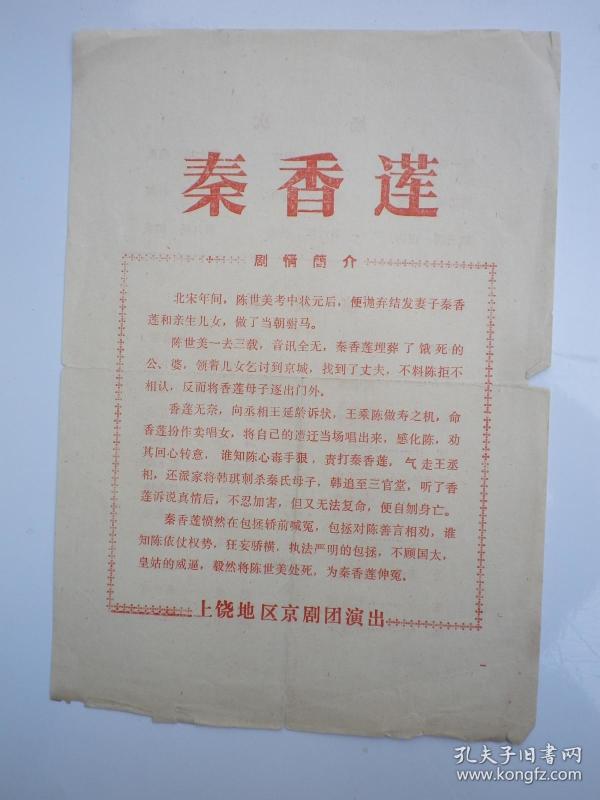 秦香莲
剧情简介
北宋年间，陈世美考中状元后，便抛弃结发妻子秦香
莲和亲生儿女，做了当朝驸马。
陈世美一去三载，音讯全无，秦香莲埋葬了饿死的
公、婆，领着儿女乞讨到京城，找到了丈夫，不料陈拒不
相认，反而将香莲母子逐出门外。
香莲无奈，向丞相王延龄诉状，王乘陈做寿之机，命
香莲扮作卖唱女，将自己的遭迂当场唱出来，感化陈，劝
其回心转意，谁知陈心毒手狠，责打秦香莲，气走王丞
相，还派家将韩琪刺杀秦氏母子，韩追至三官堂，听了香
莲诉说真情后，不忍加害，但又无法复命，便自刎身亡。
秦香莲愤然在包拯轿前喊冤，包拯对陈善言相劝，谁
知陈依仗权势，狂妄骄横，执法严明的包拯，不顾国太，
皇姑的威逼，毅然将陈世美处死，为秦香莲伸冤。
上饶地区京剧团演出
孔夫子旧书网
www.kongfz.com